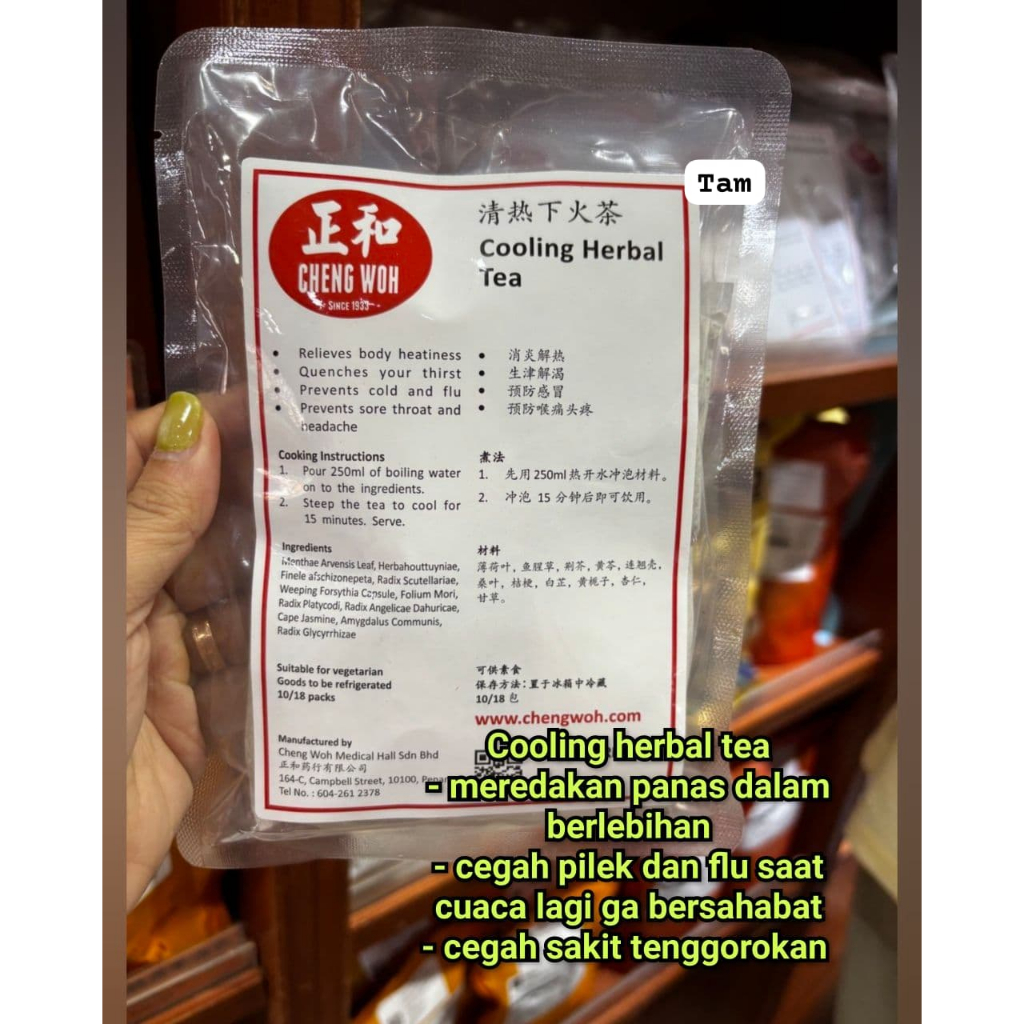 Tam
正和
CHENG WOH
SINCE 1933
清热下火茶
Cooling Herbal
Tea
• Relieves body heatiness
• Quenches your thirst
• Prevents cold and flu
• Prevents sore throat and
headache
• 消炎解热
• 生津解渴
• 预防感冒
• 预防喉痛头疼
Cooking Instructions
1. Pour 250ml of boiling water
on to the ingredients.
2. Steep the tea to cool for
15 minutes. Serve.
煮法
1. 先用250ml热开水冲泡材料。
2. 冲泡 15 分钟后即可饮用。
Ingredients
Menthae Arvensis Leaf, Herbahouttuyniae,
Finele afschizonepeta, Radix Scutellariae,
Weeping Forsythia Capsule, Folium Mori,
Radix Platycodi, Radix Angelicae Dahuricae,
Cape Jasmine, Amygdalus Communis,
Radix Glycyrrhizae
材料
薄荷叶, 鱼腥草, 荆芥, 黄芩, 连翘壳,
桑叶, 桔梗, 白芷, 黄栀子, 杏仁,
甘草。
Suitable for vegetarian
Goods to be refrigerated
10/18 packs
可供素食
保存方法：置于冰箱中冷藏
10/18 包
www.chengwoh.com
Manufactured by
Cheng Woh Medical Hall Sdn Bhd
正和药行有限公司
164-C, Campbell Street, 10100,
Tel No. : 604-261 2378
Cooling herbal tea
- meredakan panas dalam
berlebihan
- cegah pilek dan flu saat
cuaca lagi ga bersahabat
- cegah sakit tenggorokan